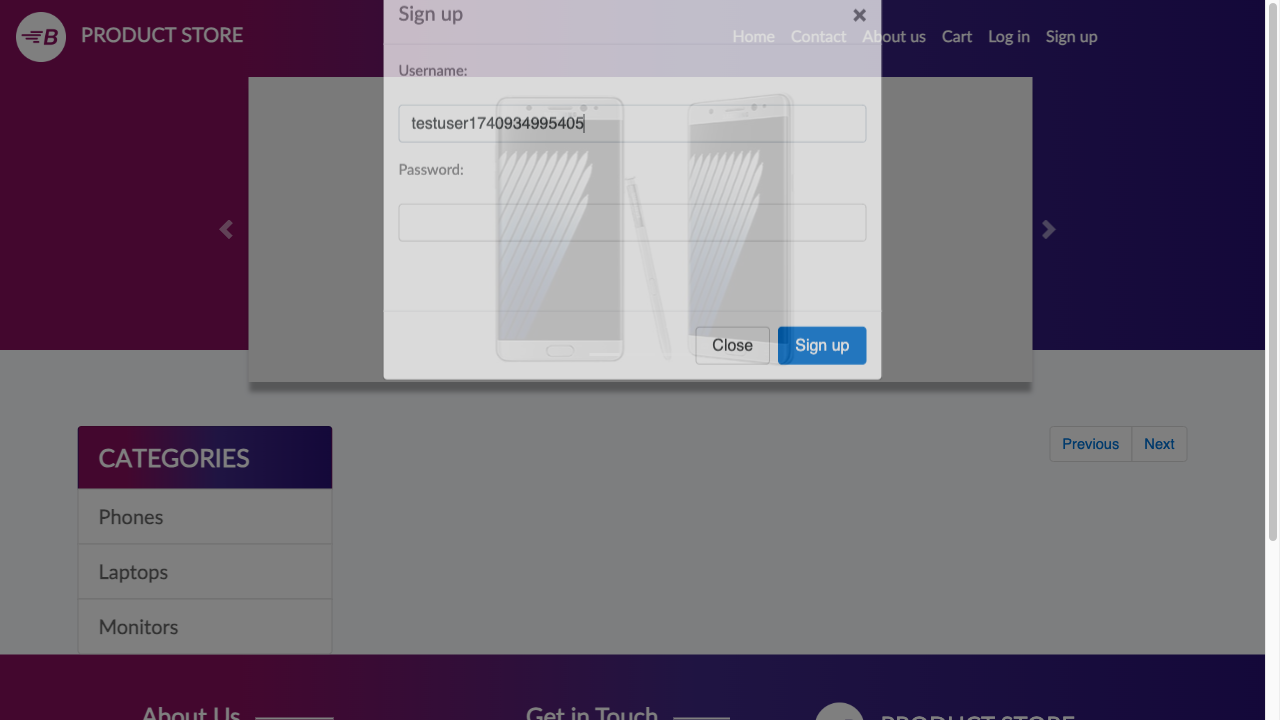 Sign up
×
PRODUCT STORE
Home Contact About us Cart Log in Sign up
Username:
testuser1740934995405
Password:
Close Sign up
CATEGORIES
Previous Next
Phones
Laptops
Monitors
About Us
Get in Touch
PRODUCT STORE